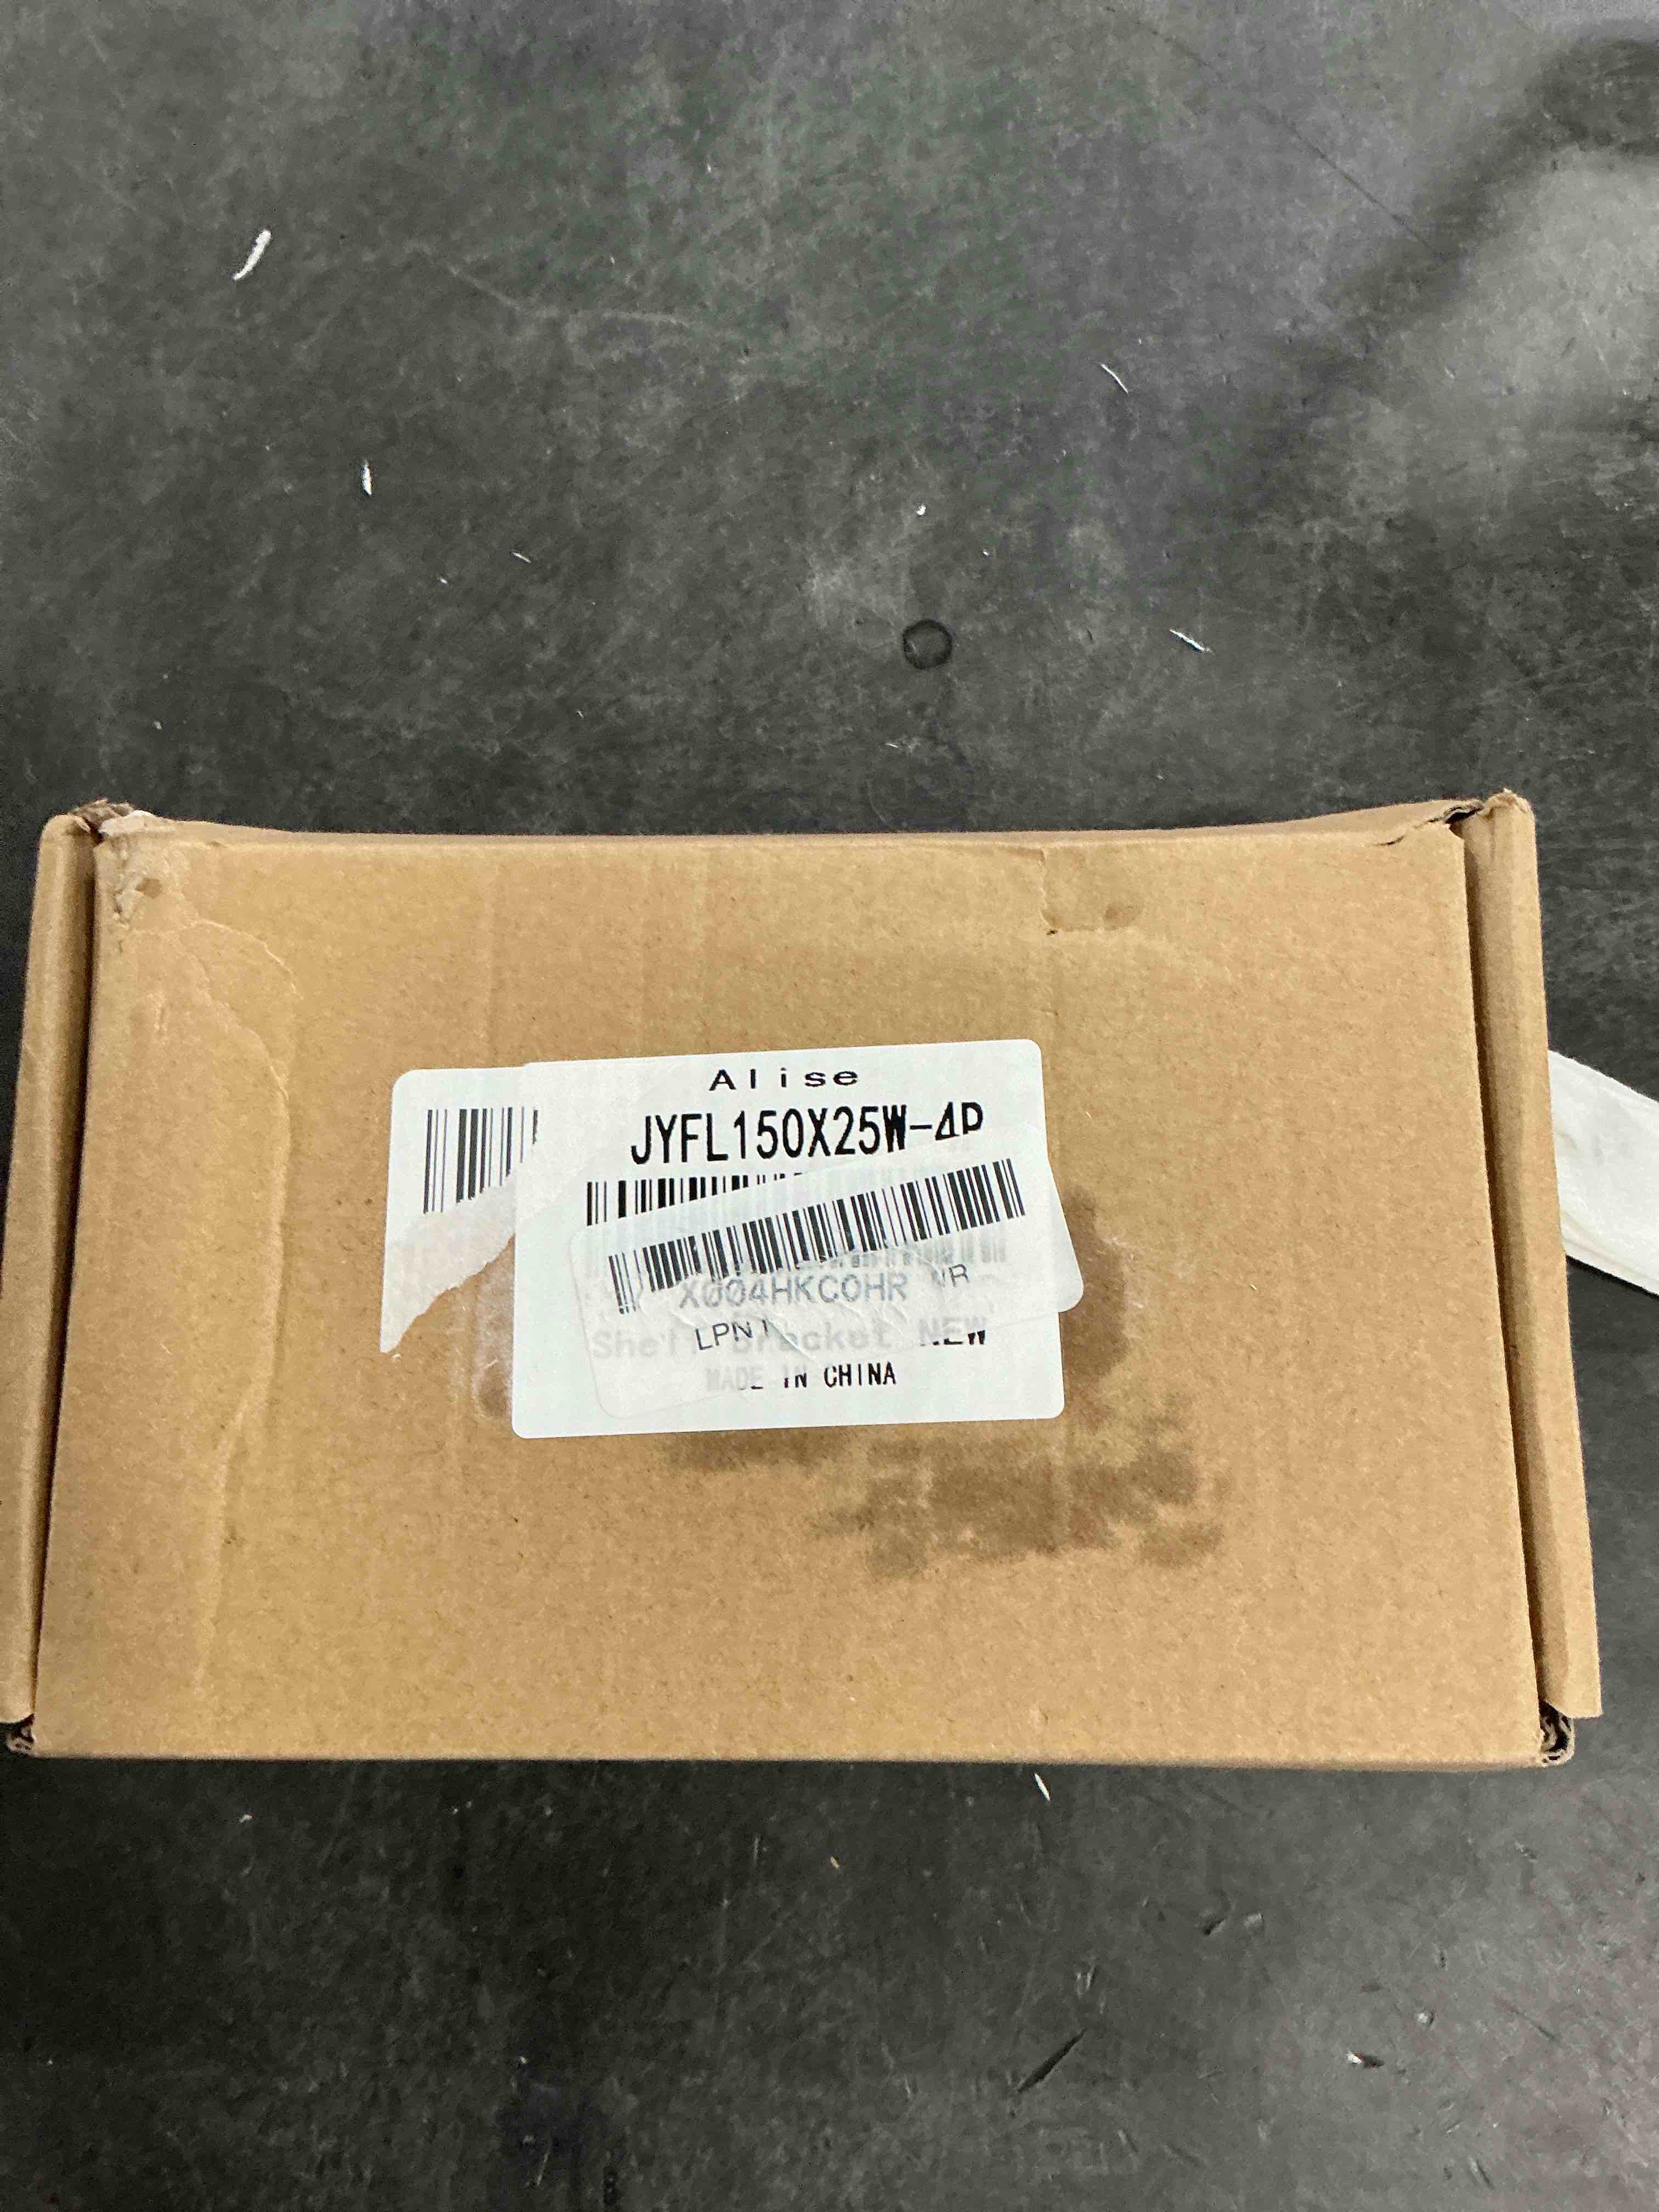 Alise
JYFL150X25W-4P
X004HKC0HR
LPN
Shelf Bracket NEW
MADE IN CHINA